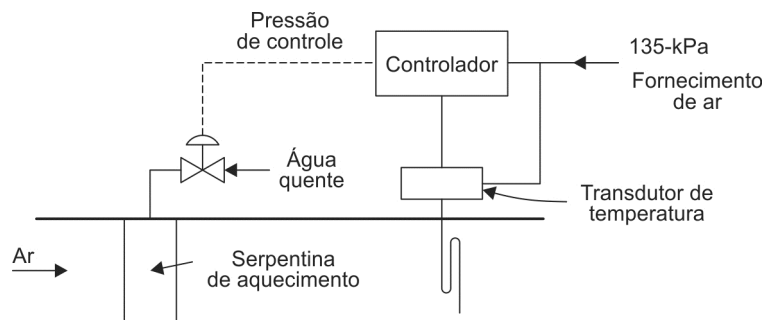 Pressão
de controle
Controlador
135-kPa
Fornecimento
de ar
Água
quente
Transdutor de
temperatura
Ar
Serpentina
de aquecimento